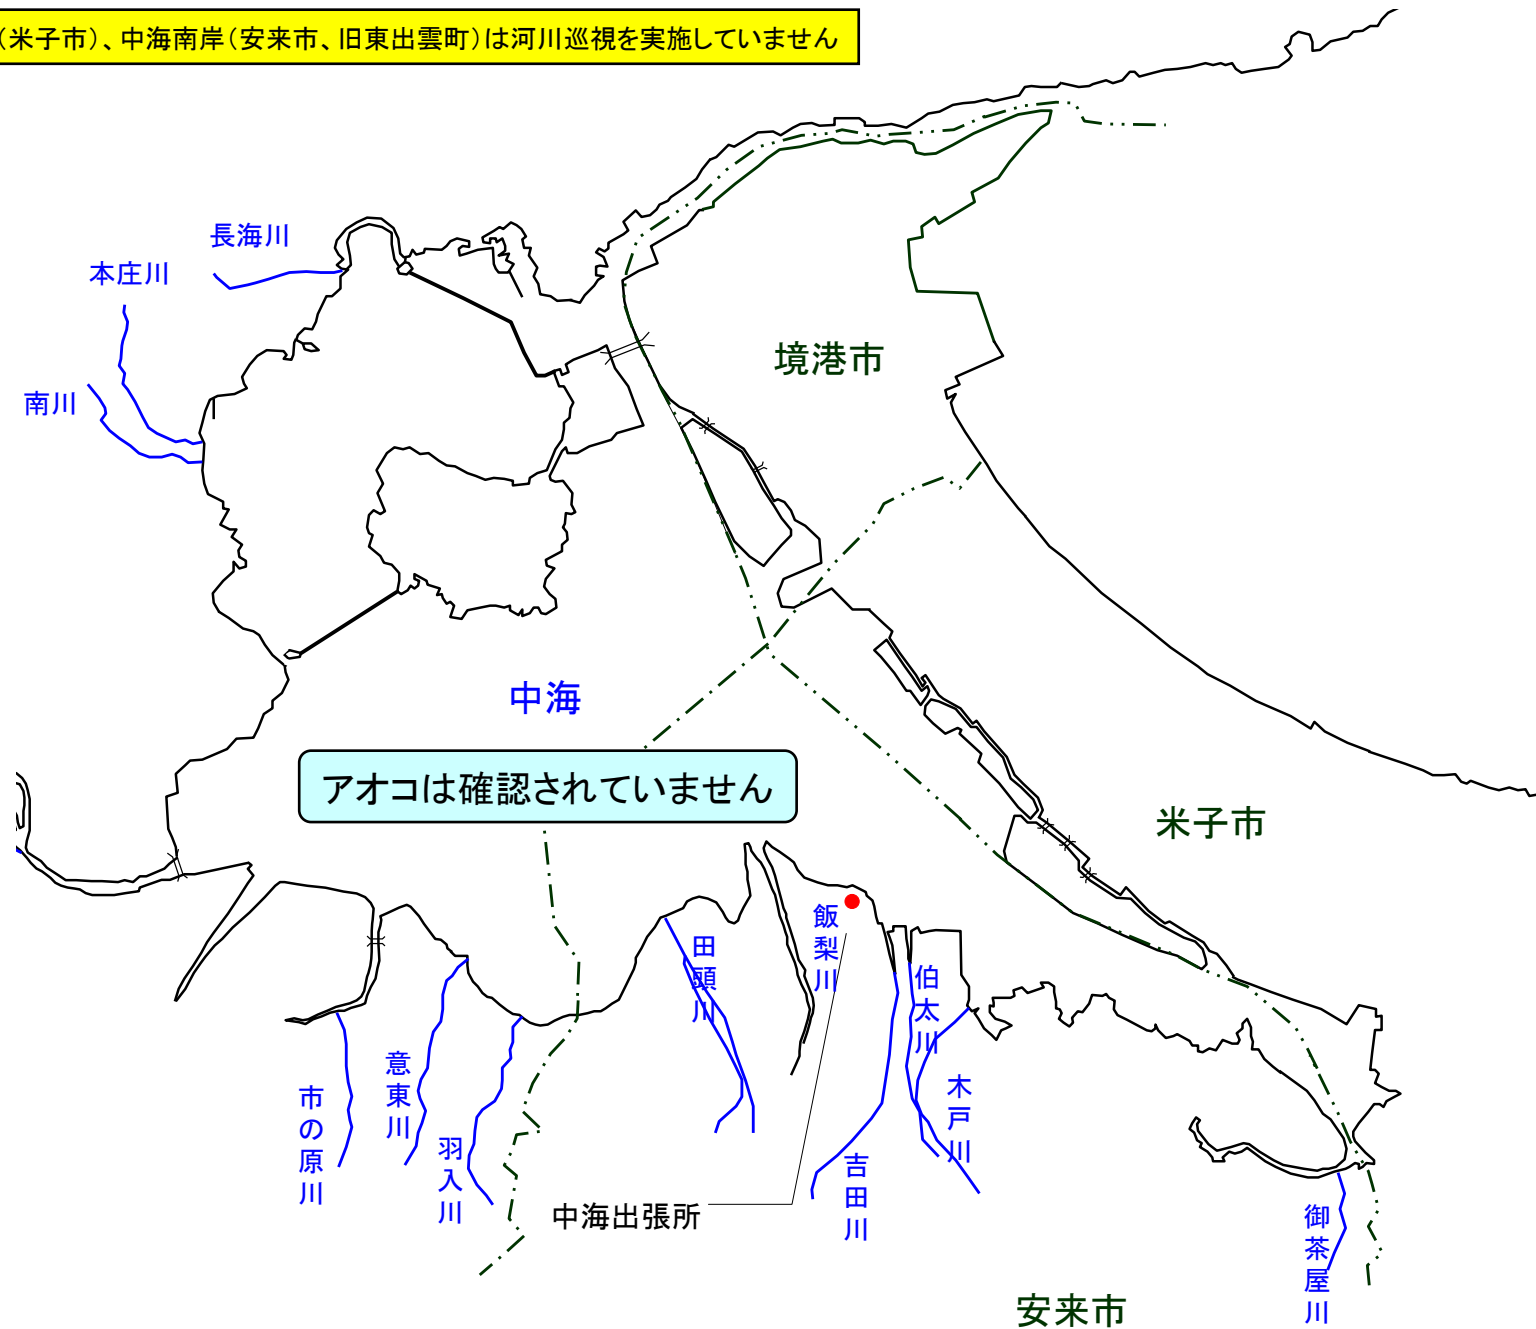 (米子市)、中海南岸(安来市、旧東出雲町)は河川巡視を実施していません
長海川
本庄川
南川
境港市
中海
アオコは確認されていません
米子市
飯梨川
田頭川
伯太川
意東川
木戸川
市の原川
羽入川
吉田川
中海出張所
御茶屋川
安来市